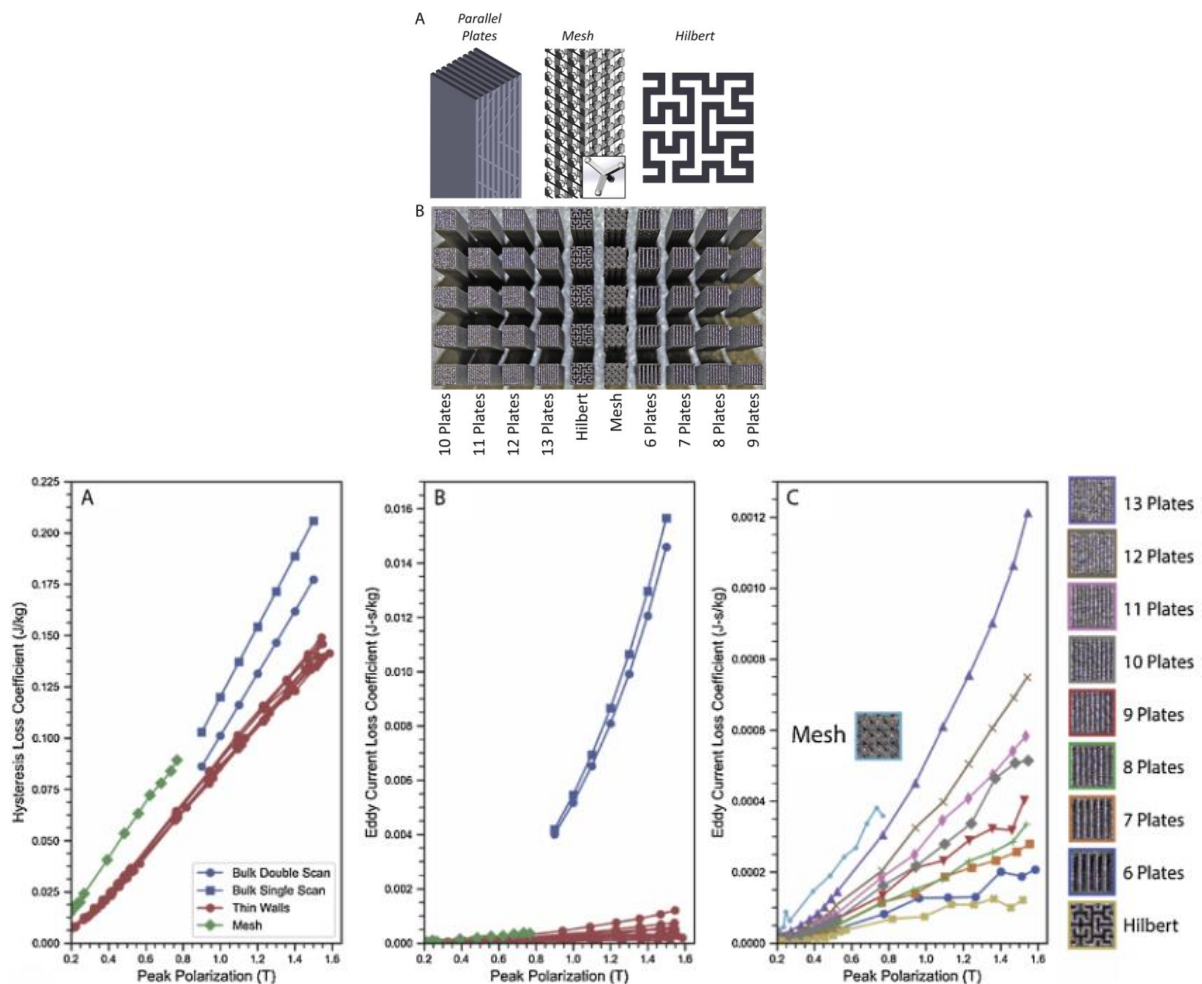 A
Parallel
Plates
Mesh
Hilbert
B
10 Plates
11 Plates
12 Plates
13 Plates
Hilbert
Mesh
6 Plates
7 Plates
8 Plates
9 Plates
A
Hysteresis Loss Coefficient (J/kg)
0.225
0.200
0.175
0.150
0.125
0.100
0.075
0.050
0.025
0.000
0.2 0.4 0.6 0.8 1.0 1.2 1.4 1.6
Peak Polarization (T)
Bulk Double Scan
Bulk Single Scan
Thin Walls
Mesh
B
Eddy Current Loss Coefficient (J-s/kg)
0.016
0.014
0.012
0.010
0.008
0.006
0.004
0.002
0.000
0.2 0.4 0.6 0.8 1.0 1.2 1.4 1.6
Peak Polarization (T)
C
Eddy Current Loss Coefficient (J-s/kg)
0.0012
0.0010
0.0008
0.0006
0.0004
0.0002
0.0000
0.2 0.4 0.6 0.8 1.0 1.2 1.4 1.6
Peak Polarization (T)
Mesh
13 Plates
12 Plates
11 Plates
10 Plates
9 Plates
8 Plates
7 Plates
6 Plates
Hilbert